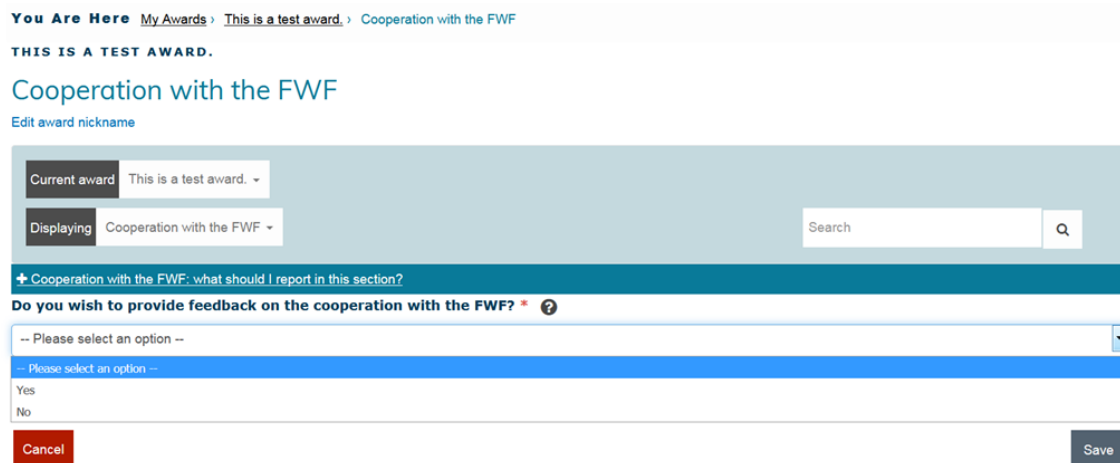 You Are Here My Awards › This is a test award. › Cooperation with the FWF
THIS IS A TEST AWARD.
Cooperation with the FWF
Edit award nickname
Current award This is a test award.
Displaying Cooperation with the FWF Search
+ Cooperation with the FWF: what should I report in this section?
Do you wish to provide feedback on the cooperation with the FWF? * ?
-- Please select an option --
-- Please select an option --
Yes
No
Cancel Save